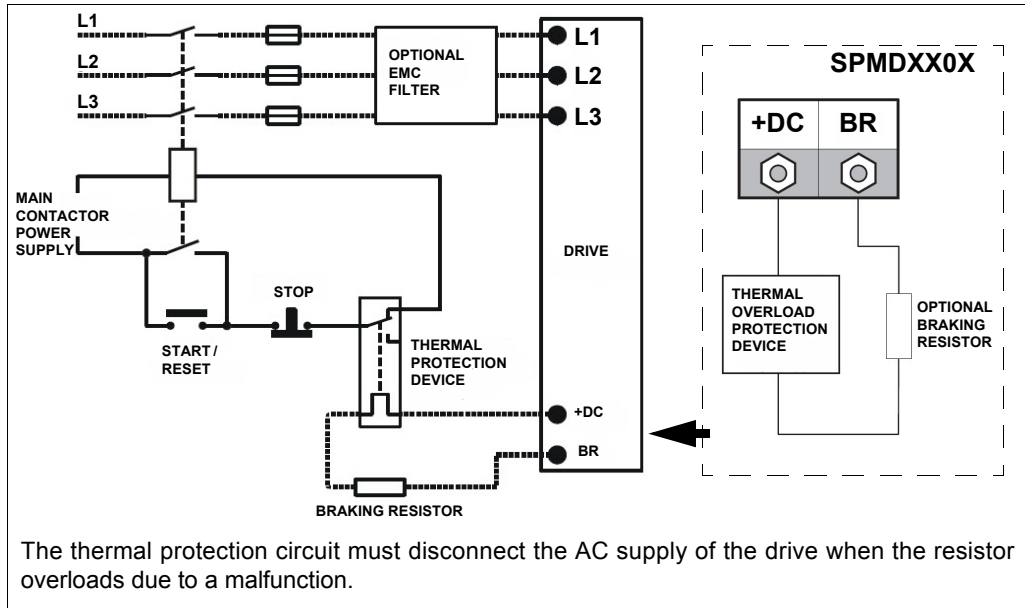 L1
L2
L3
OPTIONAL
EMC
FILTER
L1
L2
L3
MAIN
CONTACTOR
POWER
SUPPLY
START /
RESET
STOP
THERMAL
PROTECTION
DEVICE
DRIVE
+DC
BR
BRAKING RESISTOR
SPMDXX0X
+DC BR
THERMAL
OVERLOAD
PROTECTION
DEVICE
OPTIONAL
BRAKING
RESISTOR
The thermal protection circuit must disconnect the AC supply of the drive when the resistor
overloads due to a malfunction.